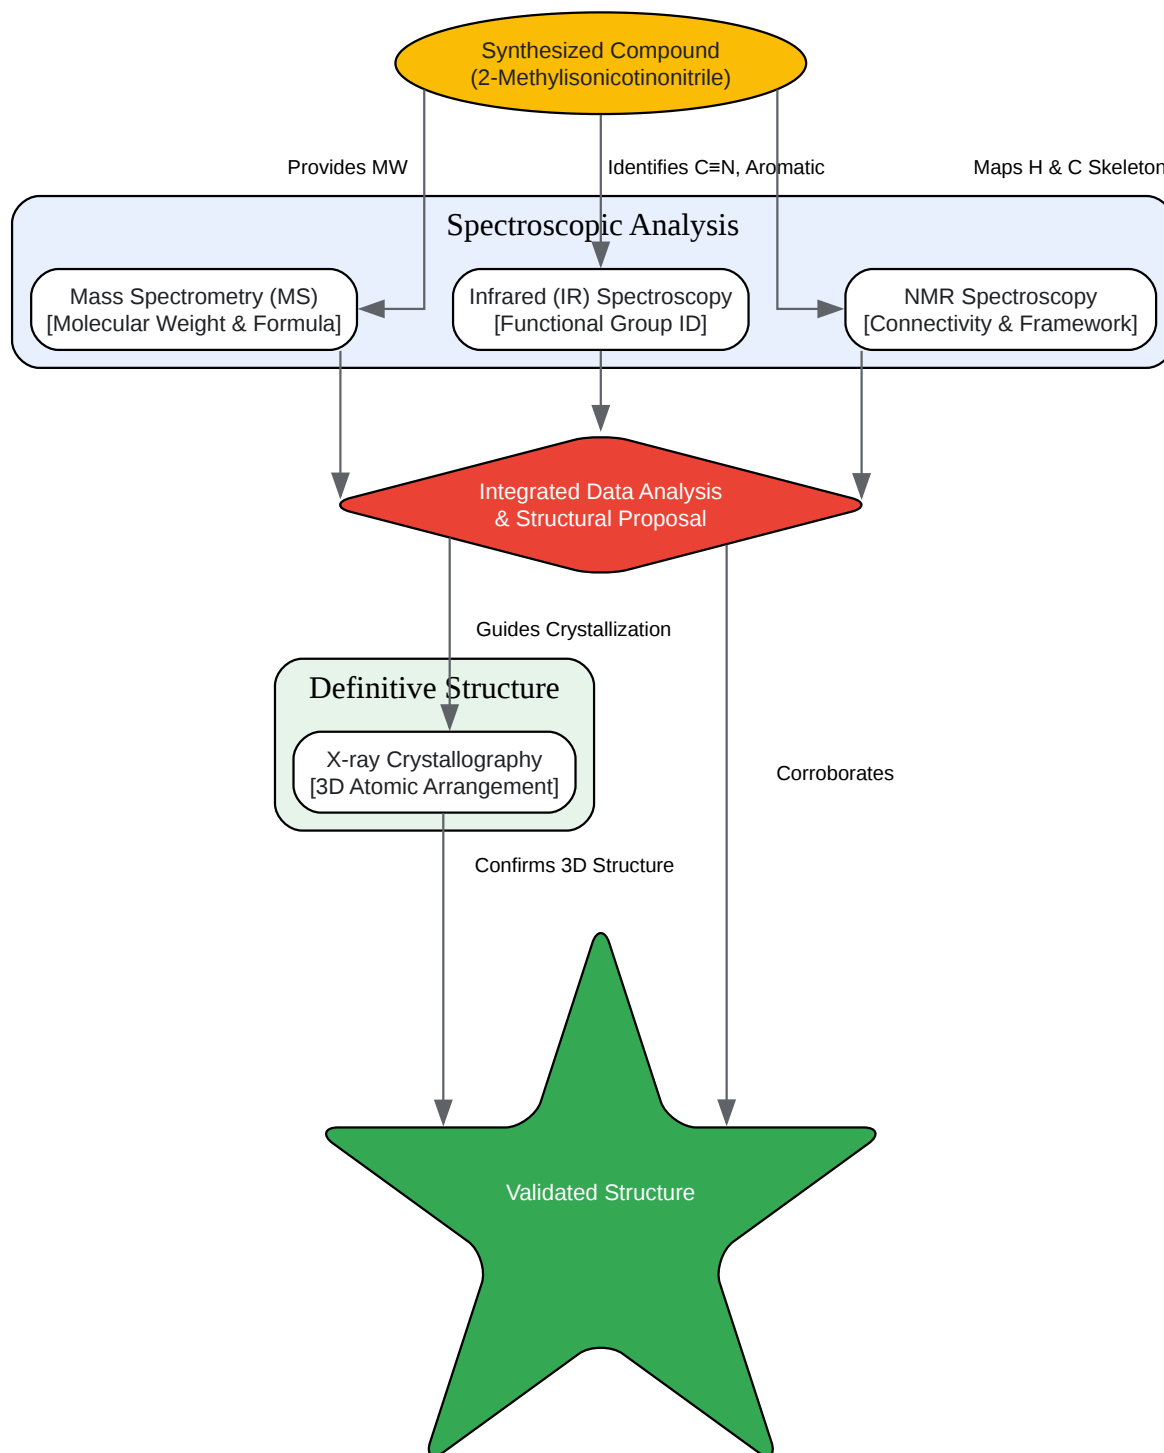 Synthesized Compound
(2-Methylisonicotinonitrile)
Provides MW
Identifies C≡N, Aromatic
Maps H & C Skeleton
Spectroscopic Analysis
Mass Spectrometry (MS)
[Molecular Weight & Formula]
Infrared (IR) Spectroscopy
[Functional Group ID]
NMR Spectroscopy
[Connectivity & Framework]
Integrated Data Analysis
& Structural Proposal
Guides Crystallization
Definitive Structure
X-ray Crystallography
[3D Atomic Arrangement]
Corroborates
Confirms 3D Structure
Validated Structure